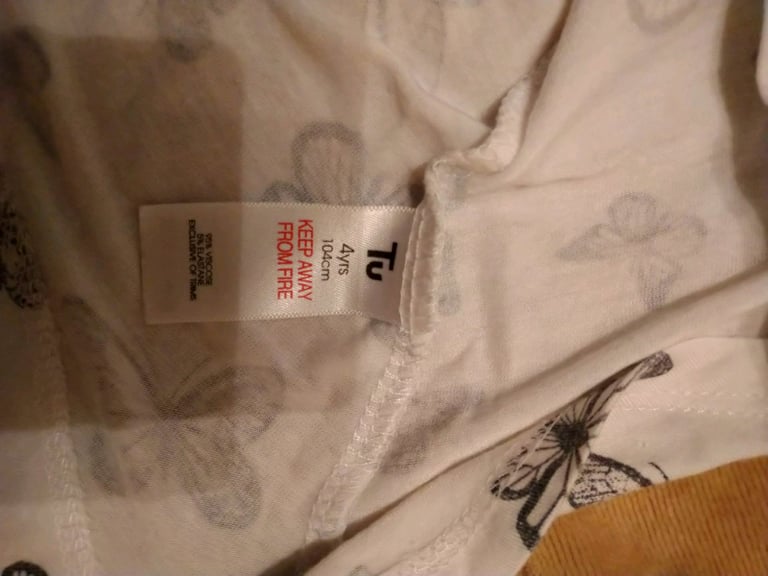 Tu
4yrs
104cm
KEEP AWAY
FROM FIRE
95% VISCOSE
5% ELASTANE
EXCLUSIVE OF TRIMS